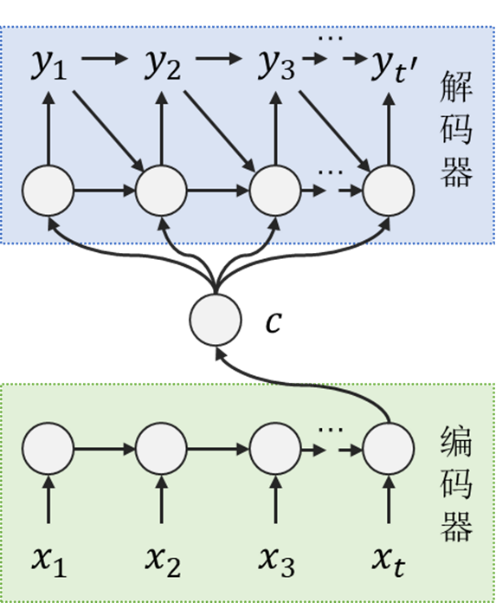 …
y₁ y₂ y₃ yₜ′
解码器
…
c
…
编码器
x₁ x₂ x₃ xₜ